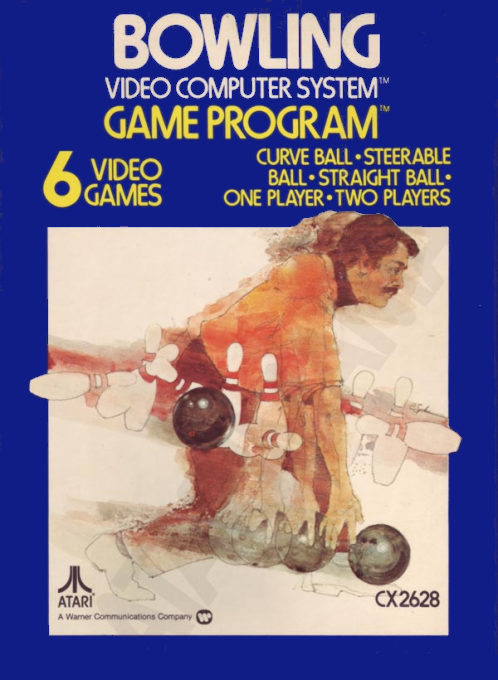 BOWLING
VIDEO COMPUTER SYSTEM™
GAME PROGRAM™
6 VIDEO GAMES
CURVE BALL • STEERABLE
BALL • STRAIGHT BALL •
ONE PLAYER • TWO PLAYERS
ATARI
A Warner Communications Company
CX2628